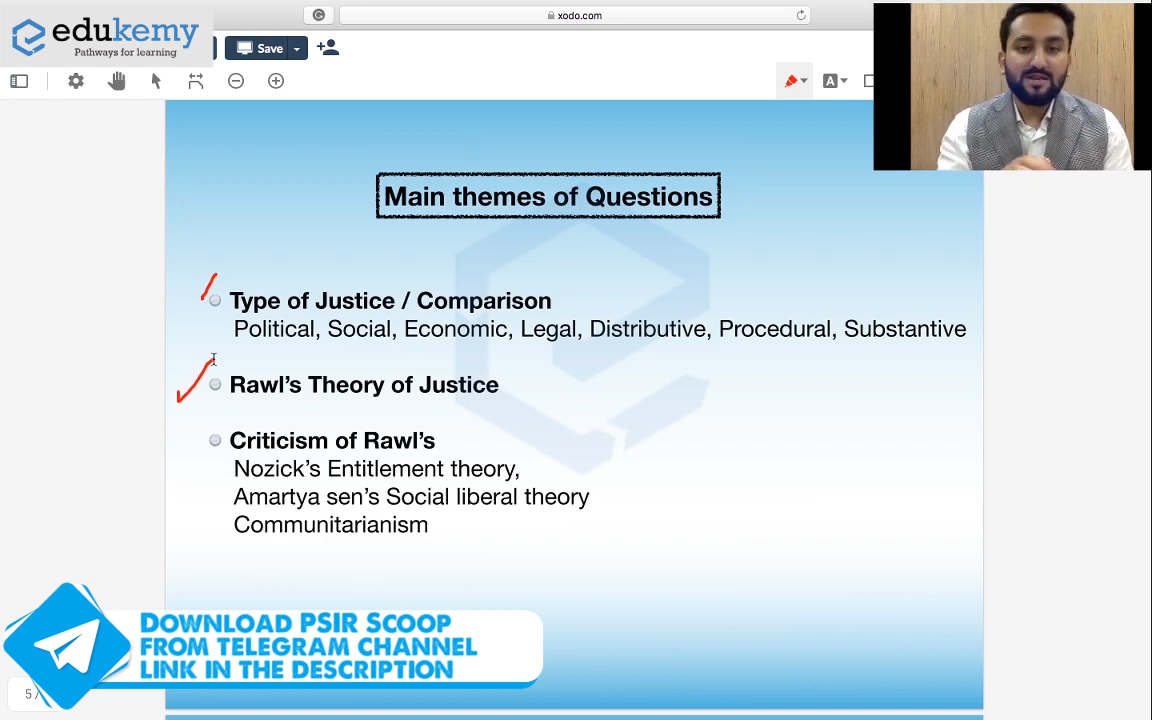 edukemy
Pathways for learning
Save
xodo.com
A
Main themes of Questions
Type of Justice / Comparison
Political, Social, Economic, Legal, Distributive, Procedural, Substantive
Rawl's Theory of Justice
Criticism of Rawl's
Nozick's Entitlement theory,
Amartya sen's Social liberal theory
Communitarianism
DOWNLOAD PSIR SCOOP
FROM TELEGRAM CHANNEL
LINK IN THE DESCRIPTION
5 /